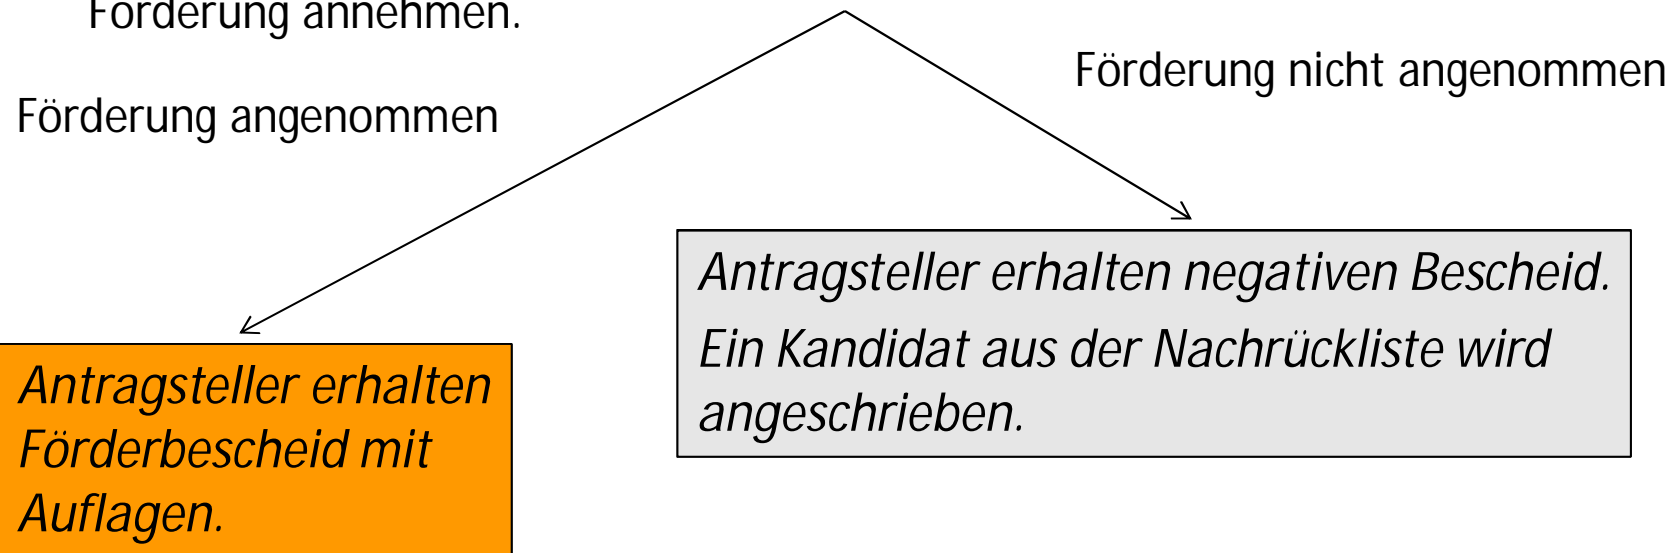 Förderung annehmen.
Förderung nicht angenommen
Förderung angenommen
Antragsteller erhalten negativen Bescheid.
Ein Kandidat aus der Nachrückliste wird
angeschrieben.
Antragsteller erhalten
Förderbescheid mit
Auflagen.